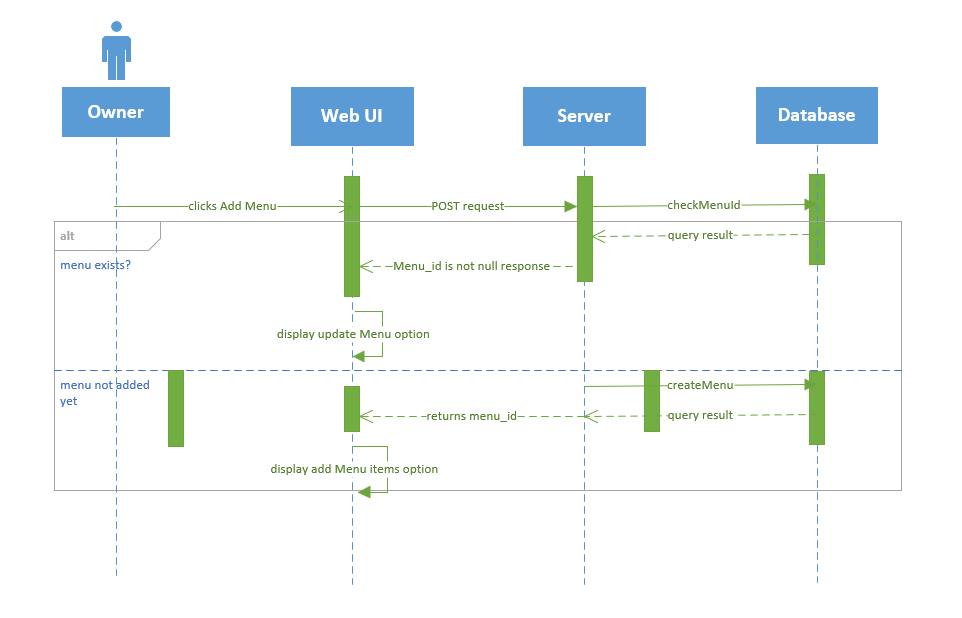 Owner
Web UI
Server
Database
clicks Add Menu
POST request
checkMenuId
alt
query result
menu exists?
Menu_id is not null response
display update Menu option
menu not added
yet
createMenu
returns menu_id
query result
display add Menu items option